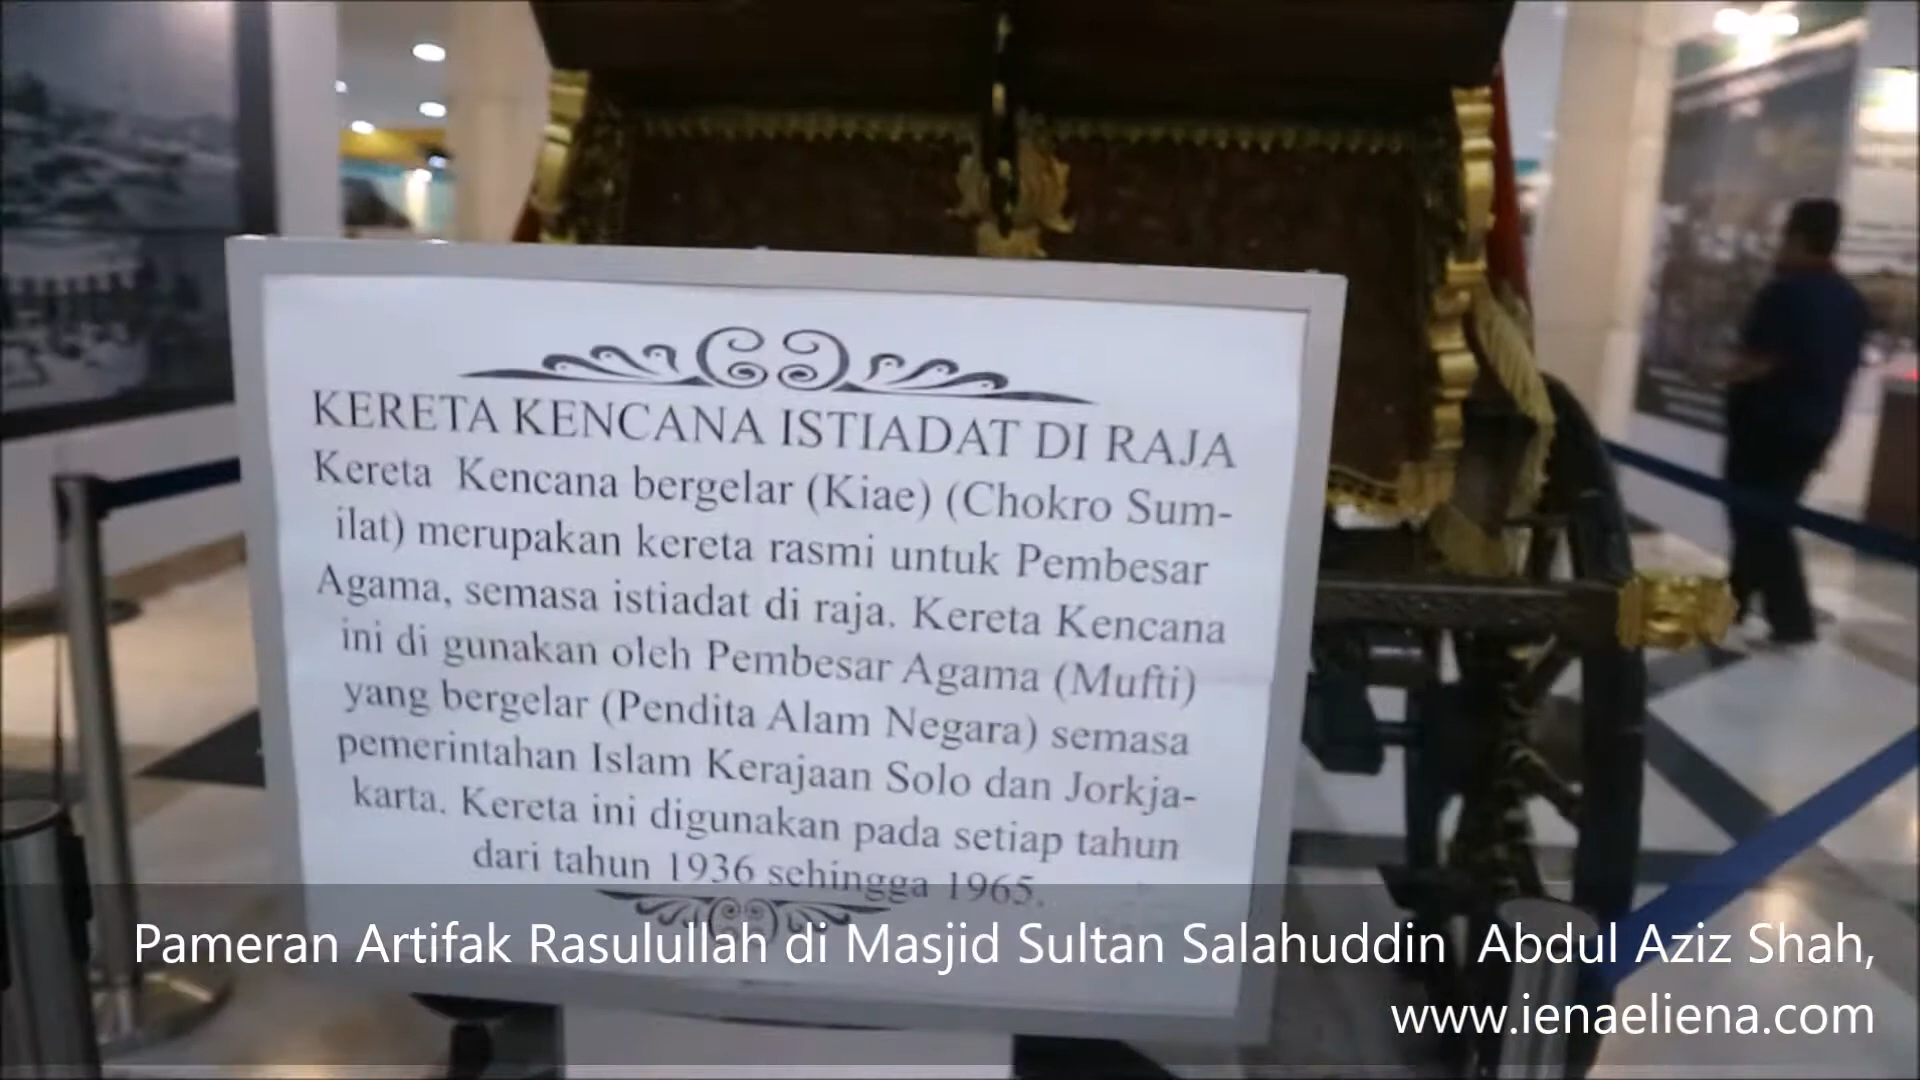 KERETA KENCANA ISTIADAT DI RAJA
Kereta Kencana bergelar (Kiae) (Chokro Sum-
ilat) merupakan kereta rasmi untuk Pembesar
Agama, semasa istiadat di raja. Kereta Kencana
ini di gunakan oleh Pembesar Agama (Mufti)
yang bergelar (Pendita Alam Negara) semasa
pemerintahan Islam Kerajaan Solo dan Jorkja-
karta. Kereta ini digunakan pada setiap tahun
dari tahun 1936 sehingga 1965.
Pameran Artifak Rasulullah di Masjid Sultan Salahuddin Abdul Aziz Shah,
www.ienaeliena.com